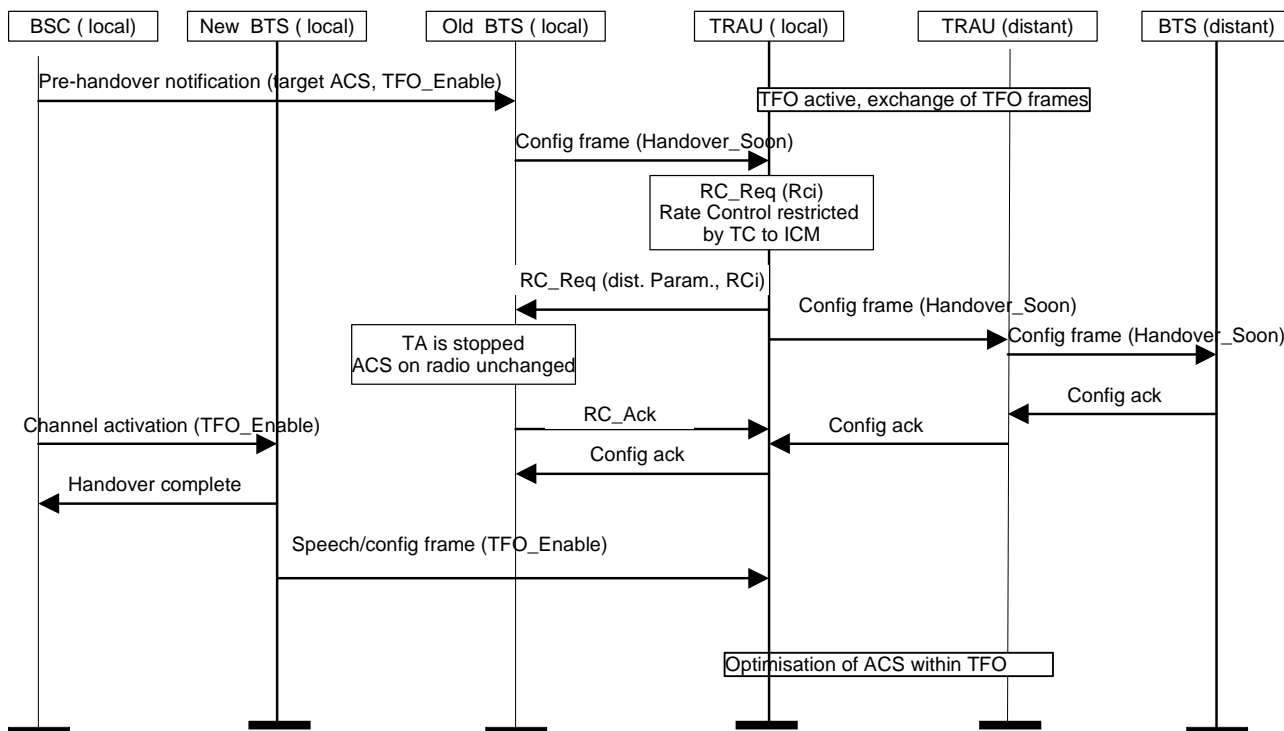 BSC ( local)
New BTS ( local)
Old BTS ( local)
TRAU ( local)
TRAU (distant)
BTS (distant)
Pre-handover notification (target ACS, TFO_Enable)
TFO active, exchange of TFO frames
Config frame (Handover_Soon)
RC_Req (Rci)
Rate Control restricted
by TC to ICM
RC_Req (dist. Param., RCi)
Config frame (Handover_Soon)
Config frame (Handover_Soon)
TA is stopped
ACS on radio unchanged
Config ack
RC_Ack
Channel activation (TFO_Enable)
Config ack
Config ack
Handover complete
Speech/config frame (TFO_Enable)
Optimisation of ACS within TFO